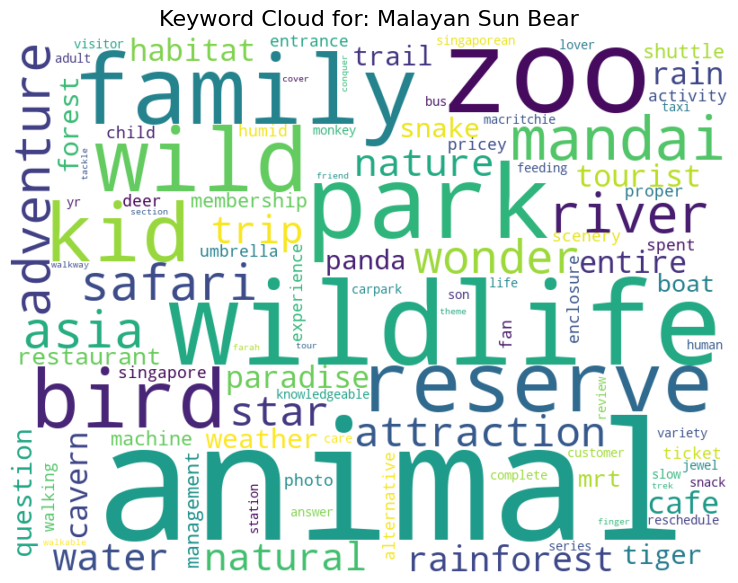 Keyword Cloud for: Malayan Sun Bear
visitor
habitat
entrance
singaporean
lover
adult
family
cover
conquer
trail
zoo
shuttle
rain
bus
activity
taxi
adventure
forest
child
humid
monkey
snake
macritchie
mandai
tackle
wild
pricey
nature
feeding
tourist
friend
proper
yr
deer
membership
section
kid
trip
park
river
umbrella
wonder
scenery
spent
walkway
safari
panda
experience
entire
enclosure
boat
carpark
son
life
asia
wildlife
theme
fan
human
restaurant
farah
tour
singapore
paradise
knowledgeable
bird
star
reserve
review
machine
weather
care
attraction
variety
question
walking
cavern
management
station
photo
animal
alternative
complete
customer
ticket
jewel
mrt
slow
snack
trek
answer
cafe
finger
reschedule
walkable
water
natural
rainforest
series
tiger